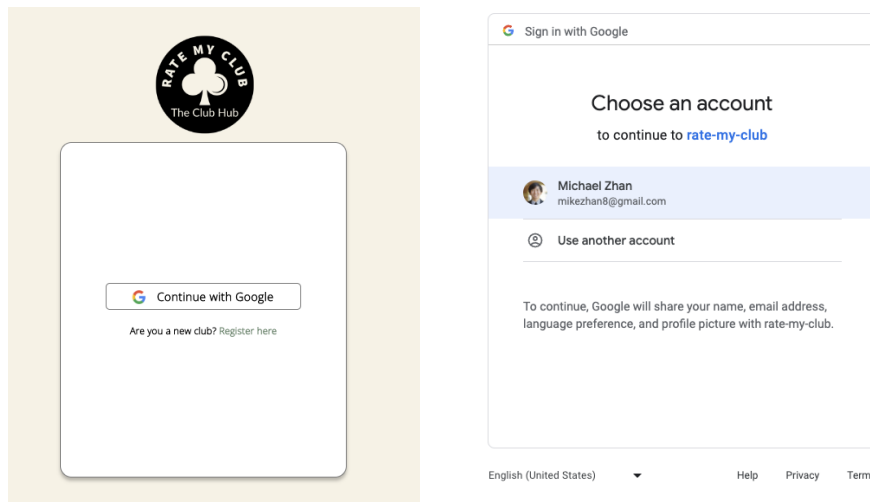 RATE MY CLUB
The Club Hub
Continue with Google
Are you a new club? Register here
Sign in with Google
Choose an account
to continue to rate-my-club
Michael Zhan
mikezhan8@gmail.com
Use another account
To continue, Google will share your name, email address,
language preference, and profile picture with rate-my-club.
English (United States)
Help Privacy Term